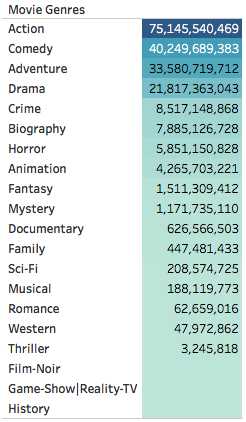 Movie Genres
Action 75,145,540,469
Comedy 40,249,689,383
Adventure 33,580,719,712
Drama 21,817,363,043
Crime 8,517,148,868
Biography 7,885,126,728
Horror 5,851,150,828
Animation 4,265,703,221
Fantasy 1,511,309,412
Mystery 1,171,735,110
Documentary 626,566,503
Family 447,481,433
Sci-Fi 208,574,725
Musical 188,119,773
Romance 62,659,016
Western 47,972,862
Thriller 3,245,818
Film-Noir
Game-Show|Reality-TV
History